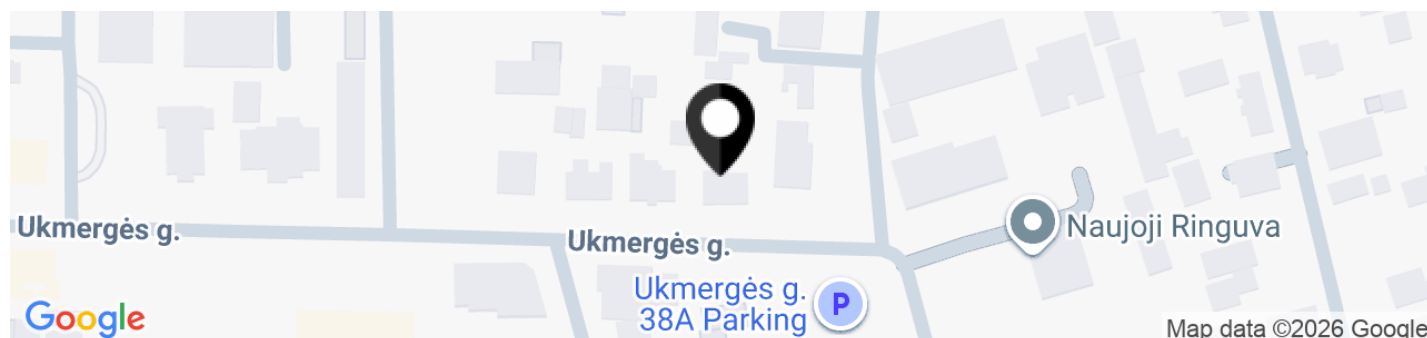 Ukmergės g.
Ukmergės g.
Naujoji Ringuva
Ukmergės g.
38A Parking
P
Google
Map data ©2026 Google